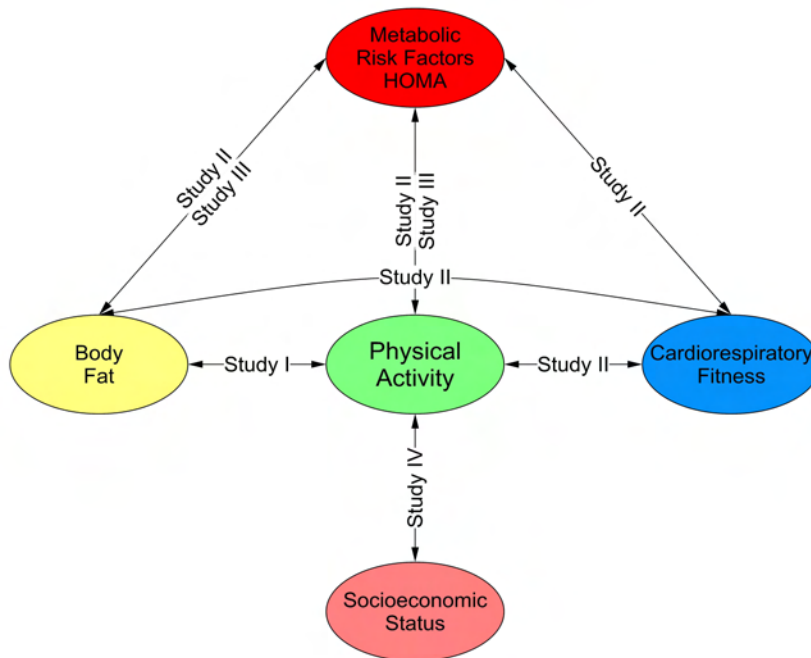 Metabolic
Risk Factors
HOMA
Study II
Study III
Study II
Study III
Study II
Study II
Body
Fat
Study I
Physical
Activity
Study II
Cardiorespiratory
Fitness
Study IV
Socioeconomic
Status